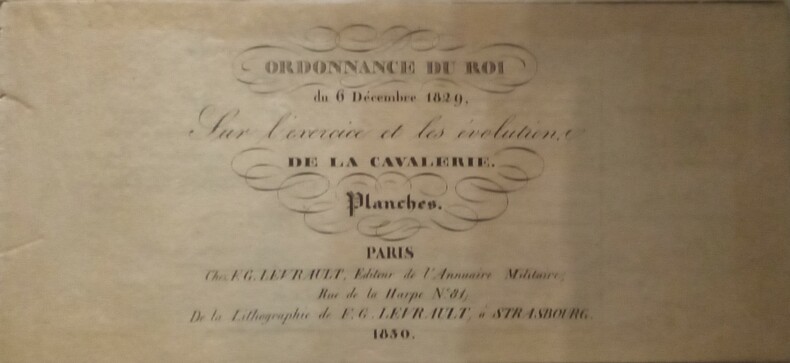 ORDONNANCE DU ROI
du 6 Décembre 1829,
Sur l'exercice et les évolutions
DE LA CAVALERIE.
Planches.
PARIS
Chez F. G. LEVRAULT, Editeur de l'Annuaire Militaire,
Rue de la Harpe N.º 81,
De la Lithographie de F. G. LEVRAULT, à STRASBOURG.
1830.